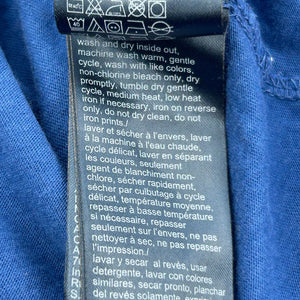 wash and dry inside out,
machine wash warm, gentle
cycle, wash with like colors,
non-chlorine bleach only, dry
promptly, tumble dry gentle
cycle, medium heat, low heat
iron if necessary, iron on reverse
only, do not dry clean, do not
iron prints./
laver et sécher à l'envers, laver
à la machine à l'eau chaude,
cycle délicat, laver en séparant
les couleurs, seulement
agent de blanchiment non-
chloré, sécher rapidement,
sécher par culbutage à cycle
délicat, température moyenne,
repasser à basse température
si nécessaire, repasser
seulement sur l'envers, ne pas
nettoyer à sec, ne pas repasser
l'impression./
lavar y secar al revés, usar
detergente, lavar con colores
similares, secar pronto, planchar
del revés solamente